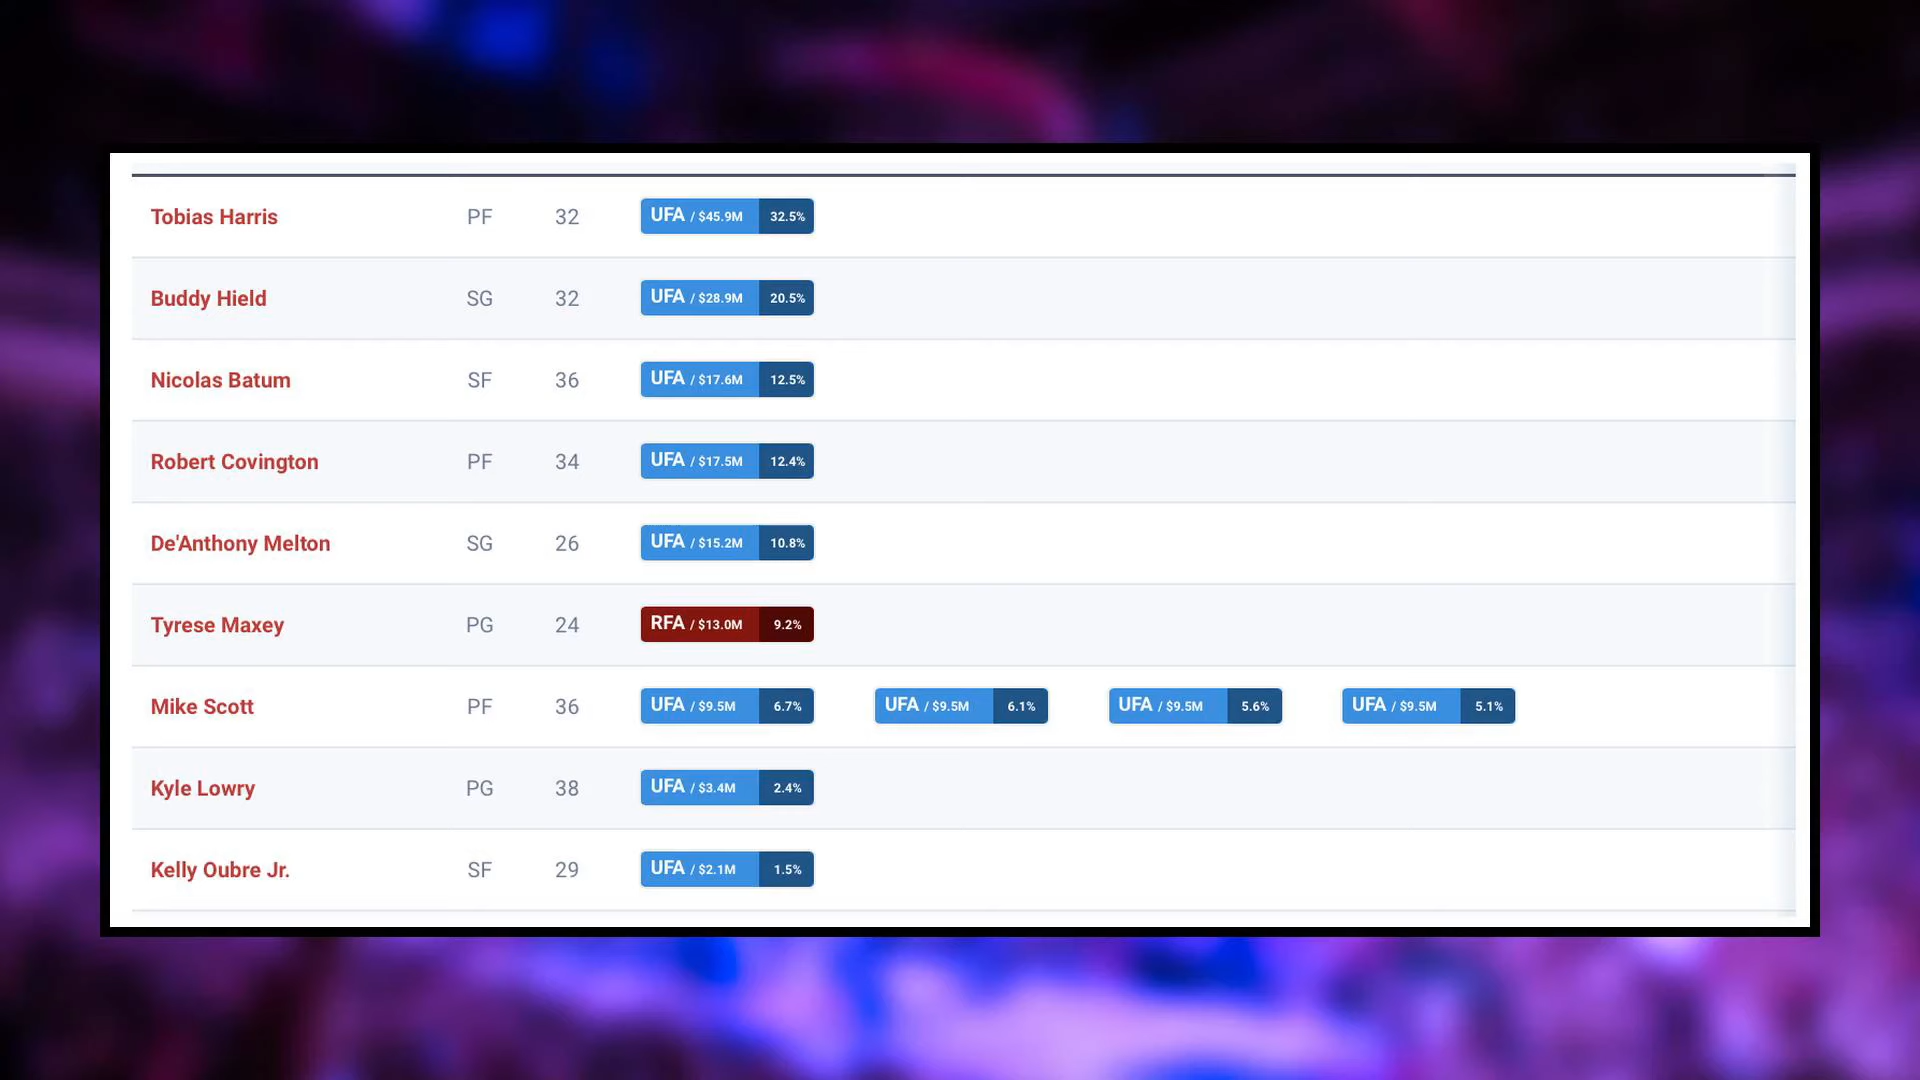 Tobias Harris PF 32 UFA / $45.9M 32.5%
Buddy Hield SG 32 UFA / $28.9M 20.5%
Nicolas Batum SF 36 UFA / $17.6M 12.5%
Robert Covington PF 34 UFA / $17.5M 12.4%
De'Anthony Melton SG 26 UFA / $15.2M 10.8%
Tyrese Maxey PG 24 RFA / $13.0M 9.2%
Mike Scott PF 36 UFA / $9.5M 6.7% UFA / $9.5M 6.1% UFA / $9.5M 5.6% UFA / $9.5M 5.1%
Kyle Lowry PG 38 UFA / $3.4M 2.4%
Kelly Oubre Jr. SF 29 UFA / $2.1M 1.5%